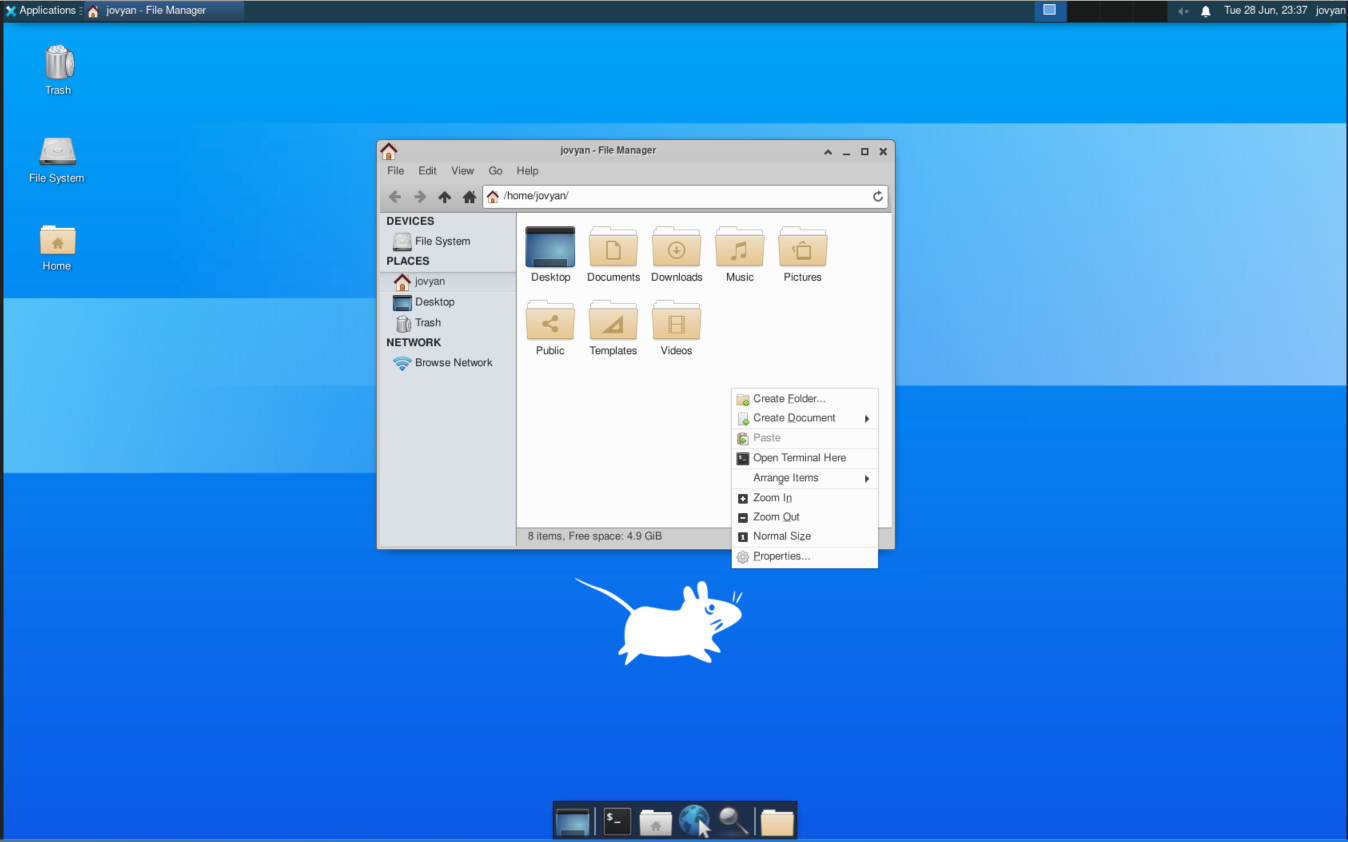 Applications
jovyan - File Manager
Tue 28 Jun, 23:37
jovyan
Trash
File System
Home
jovyan - File Manager
File
Edit
View
Go
Help
/home/jovyan/
DEVICES
File System
PLACES
jovyan
Desktop
Trash
NETWORK
Browse Network
Desktop
Documents
Downloads
Music
Pictures
Public
Templates
Videos
Create Folder...
Create Document
Paste
Open Terminal Here
Arrange Items
Zoom In
Zoom Out
Normal Size
Properties...
8 items, Free space: 4.9 GiB